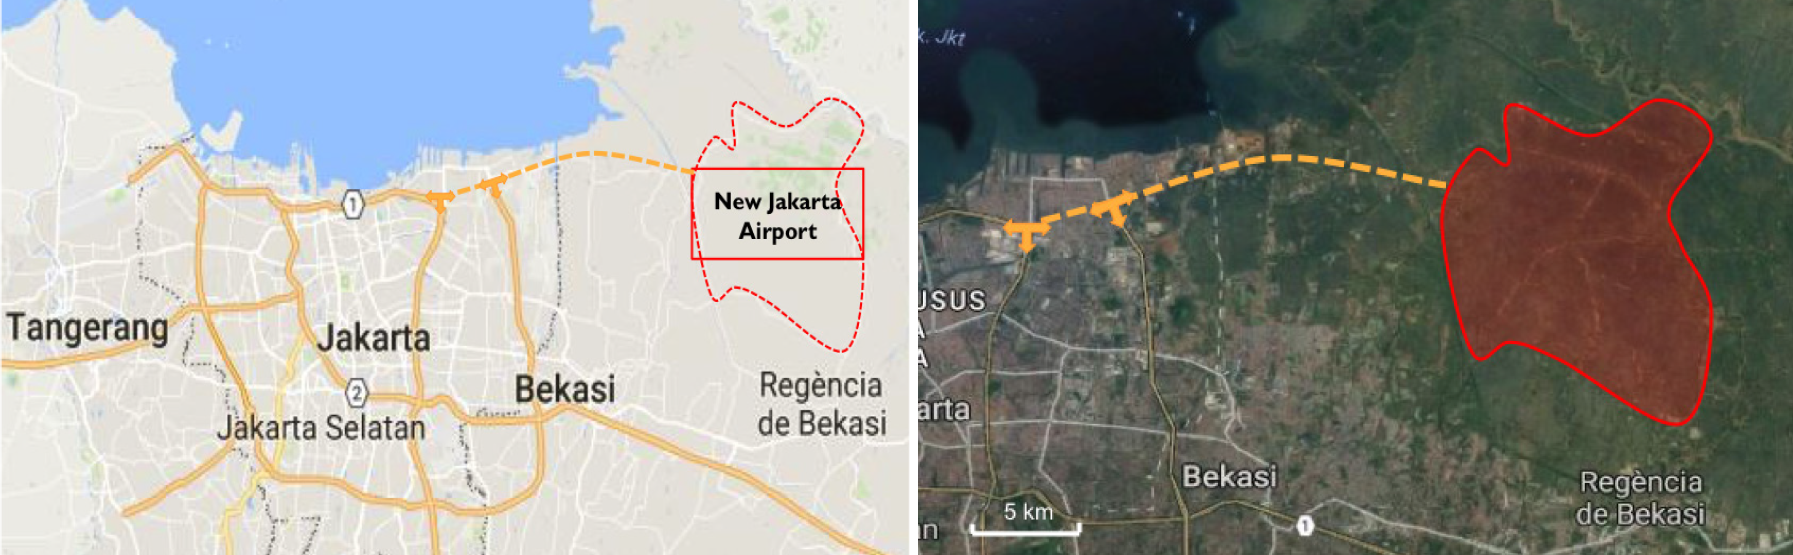 New Jakarta
Airport
1
Tangerang
Jakarta
2
Bekasi
Jakarta Selatan
Regència
de Bekasi
k. Jkt
USUS
A
A
arta
Bekasi
Regència
de Bekasi
5 km
an
1